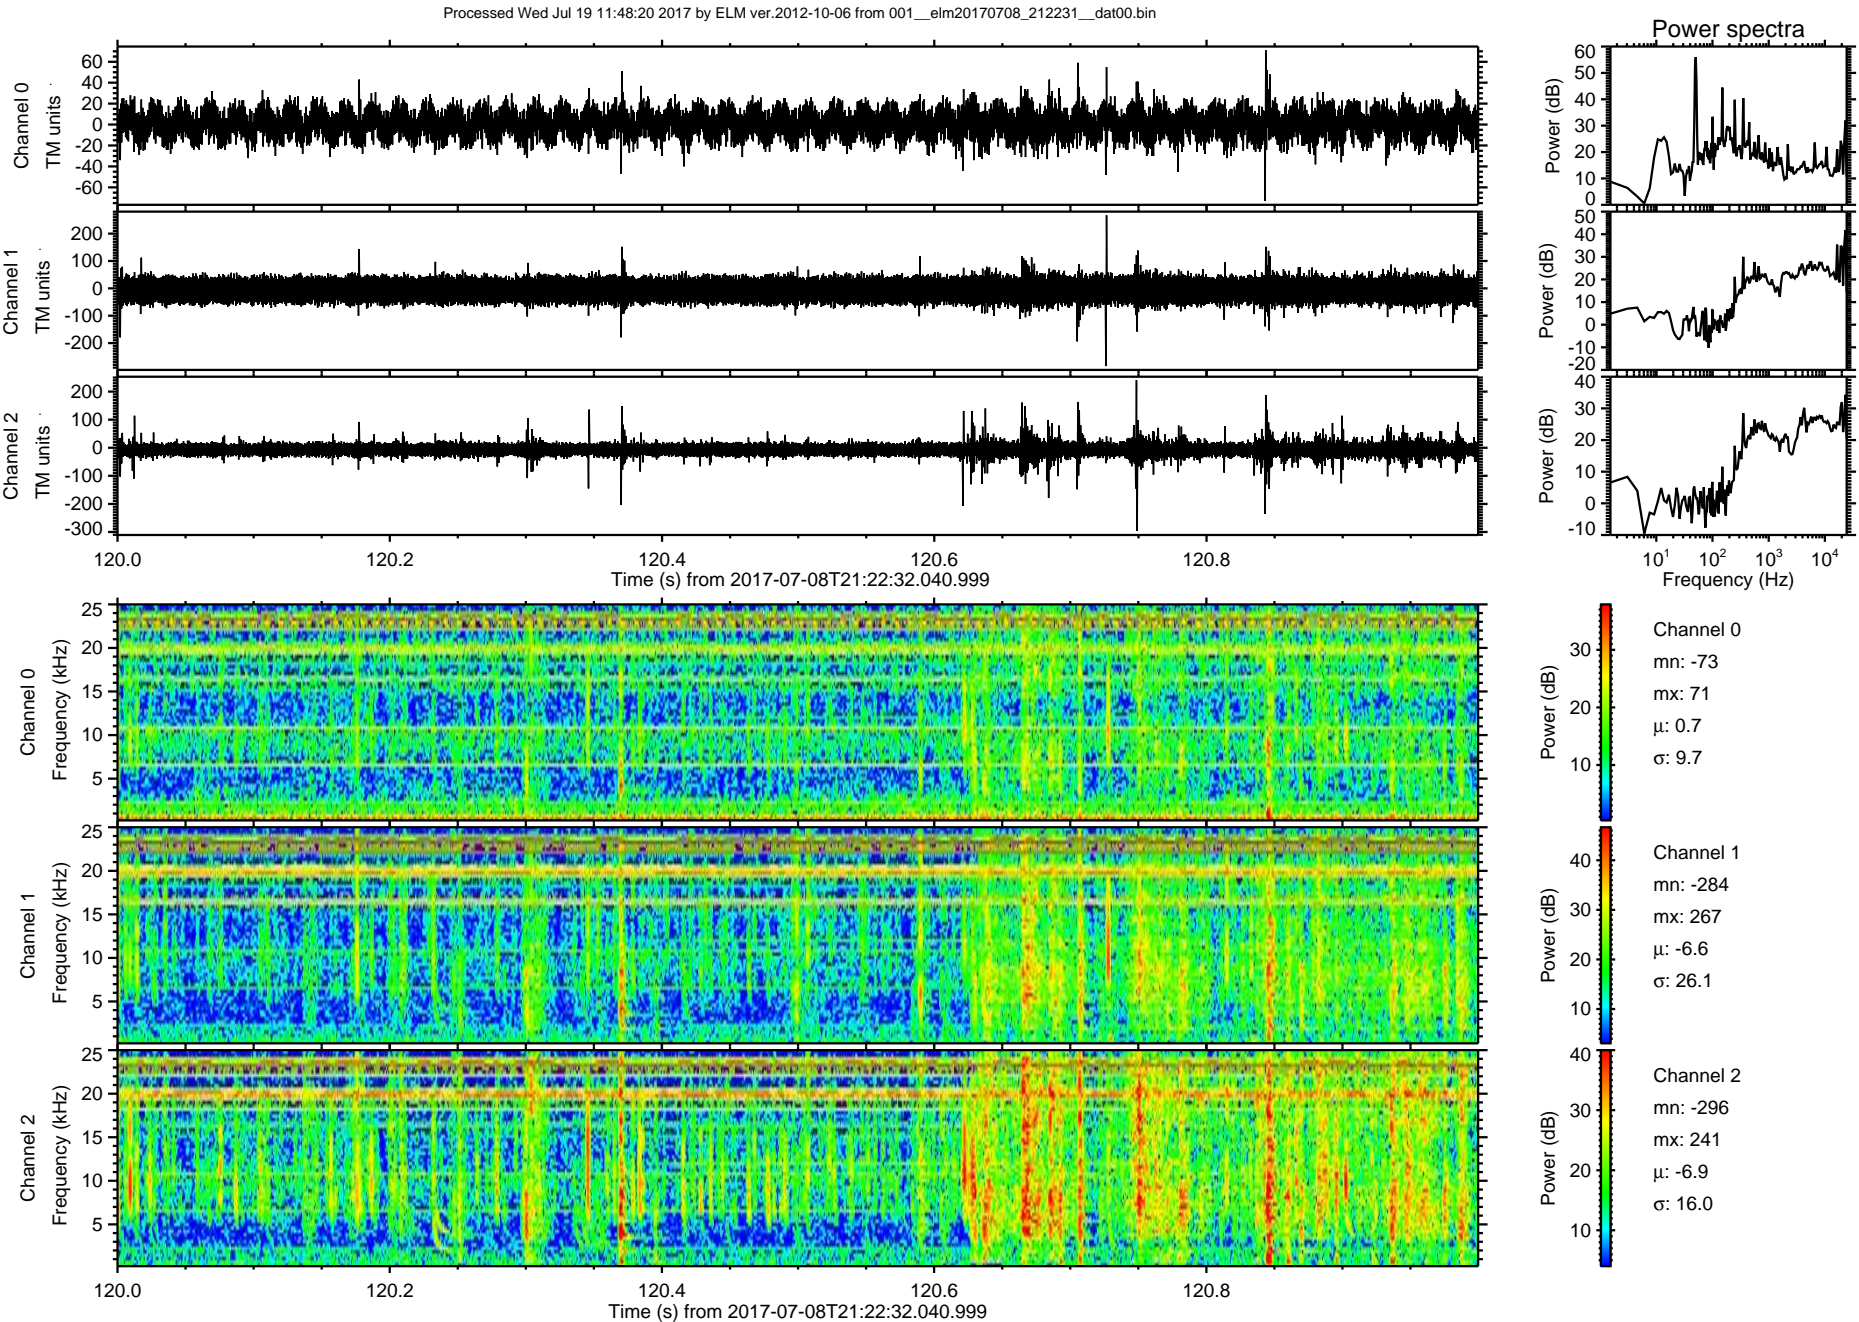 Processed Wed Jul 19 11:48:20 2017 by ELM ver.2012-10-06 from 001__elm20170708_212231__dat00.bin
Power spectra
Channel 0
TM units
60
40
20
0
-20
-40
-60
Power (dB)
60
50
40
30
20
10
0
Channel 1
TM units
200
100
0
-100
-200
Power (dB)
50
40
30
20
10
0
-10
-20
Channel 2
TM units
200
100
0
-100
-200
-300
Power (dB)
40
30
20
10
0
-10
120.0 120.2 120.4 120.6 120.8
Time (s) from 2017-07-08T21:22:32.040.999
10¹ 10² 10³ 10⁴
Frequency (Hz)
Channel 0
Frequency (kHz)
25
20
15
10
5
Power (dB)
30
20
10
Channel 0
mn: -73
mx: 71
μ: 0.7
σ: 9.7
Channel 1
Frequency (kHz)
25
20
15
10
5
Power (dB)
40
30
20
10
Channel 1
mn: -284
mx: 267
μ: -6.6
σ: 26.1
Channel 2
Frequency (kHz)
25
20
15
10
5
Power (dB)
40
30
20
10
Channel 2
mn: -296
mx: 241
μ: -6.9
σ: 16.0
120.0 120.2 120.4 120.6 120.8
Time (s) from 2017-07-08T21:22:32.040.999